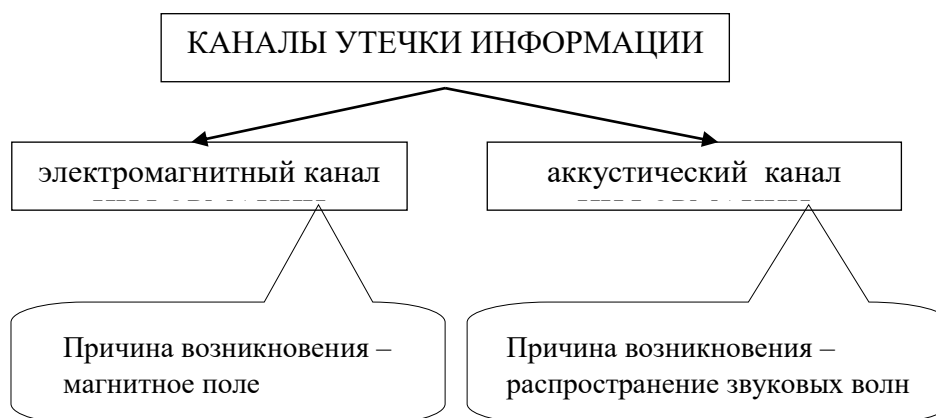 КАНАЛЫ УТЕЧКИ ИНФОРМАЦИИ
электромагнитный канал
аккустический канал
Причина возникновения –
магнитное поле
Причина возникновения –
распространение звуковых волн